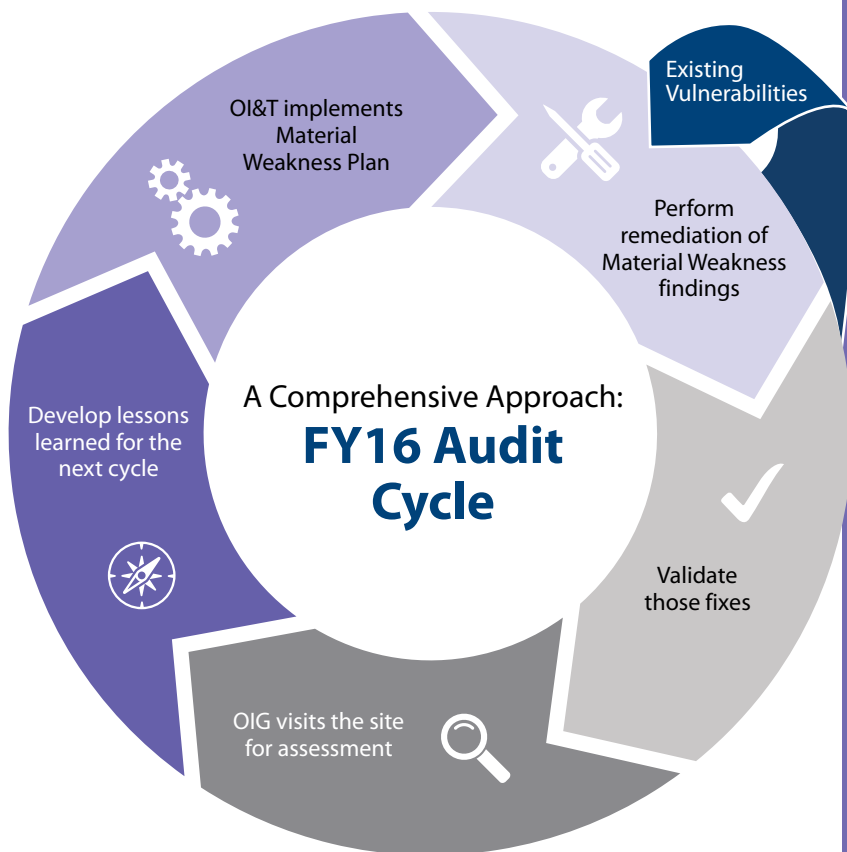 A Comprehensive Approach:
FY16 Audit
Cycle
OI&T implements
Material
Weakness Plan
Existing
Vulnerabilities
Perform
remediation of
Material Weakness
findings
Validate
those fixes
OIG visits the site
for assessment
Develop lessons
learned for the
next cycle